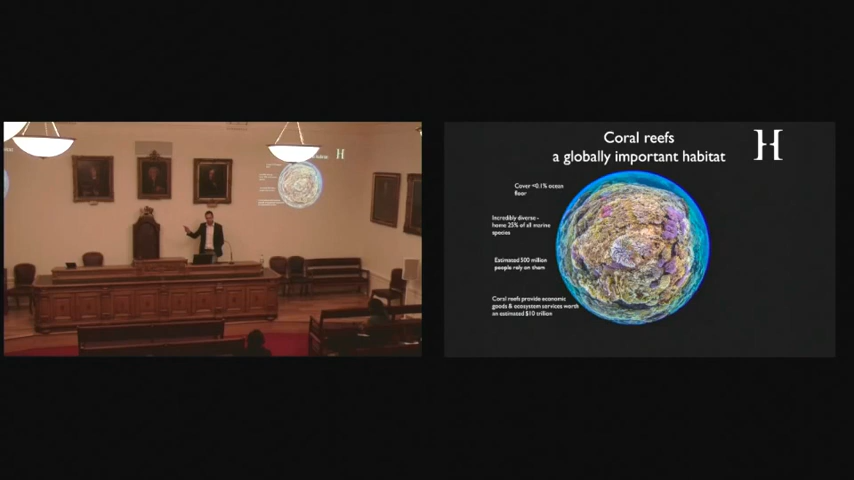 Coral reefs
a globally important habitat
H
Cover <0.1% ocean
floor
Incredibly diverse -
home 25% of all marine
species
Estimated 500 million
people rely on them
Coral reefs provide economic
goods & ecosystem services worth
an estimated $10 trillion
H